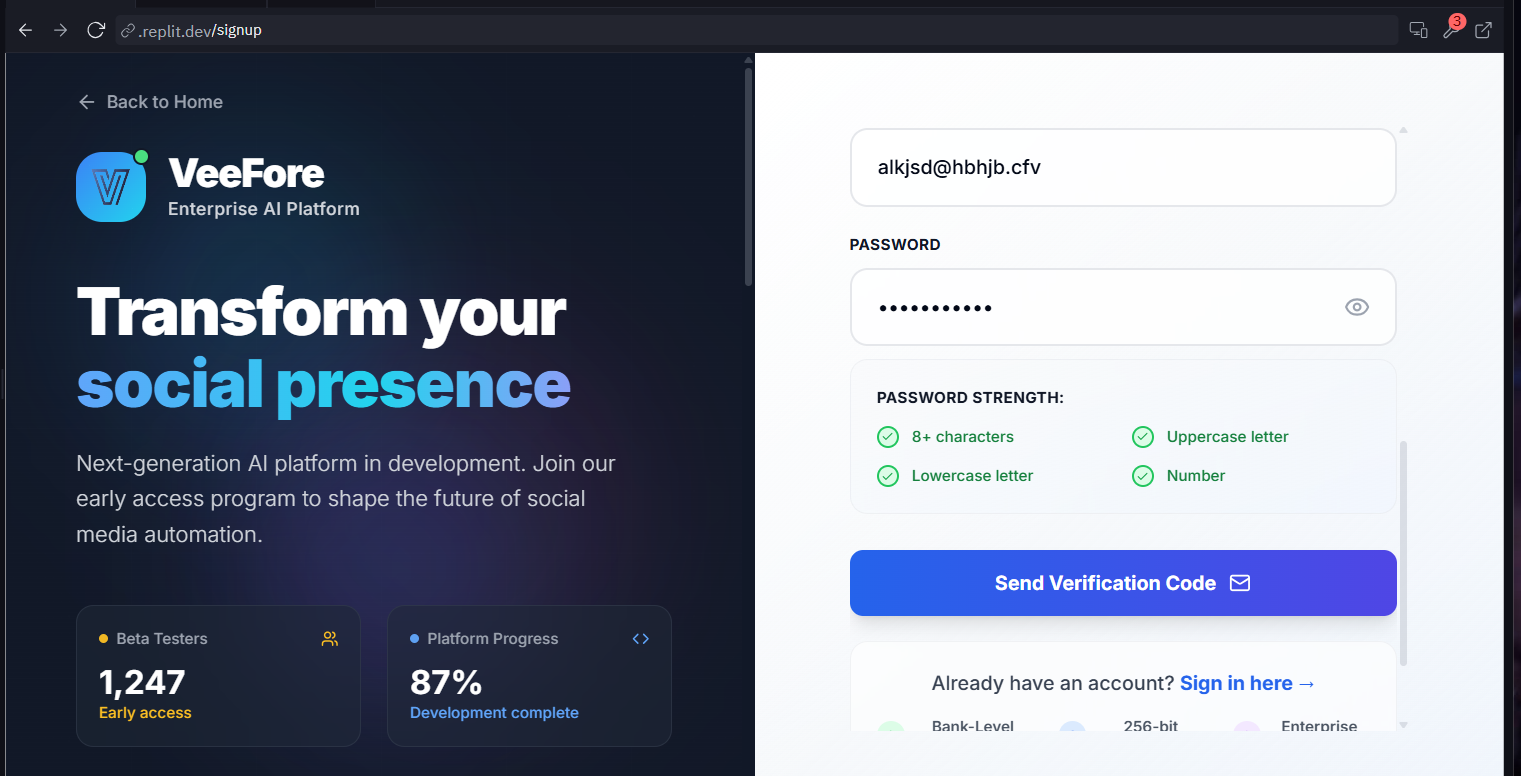 .replit.dev/signup
3
Back to Home
VeeFore
Enterprise AI Platform
Transform your
social presence
Next-generation AI platform in development. Join our
early access program to shape the future of social
media automation.
Beta Testers
1,247
Early access
Platform Progress
87%
Development complete
alkjsd@hbhjb.cfv
PASSWORD
•••••••••••
PASSWORD STRENGTH:
8+ characters
Uppercase letter
Lowercase letter
Number
Send Verification Code
Already have an account? Sign in here →
Bank-Level
256-bit
Enterprise